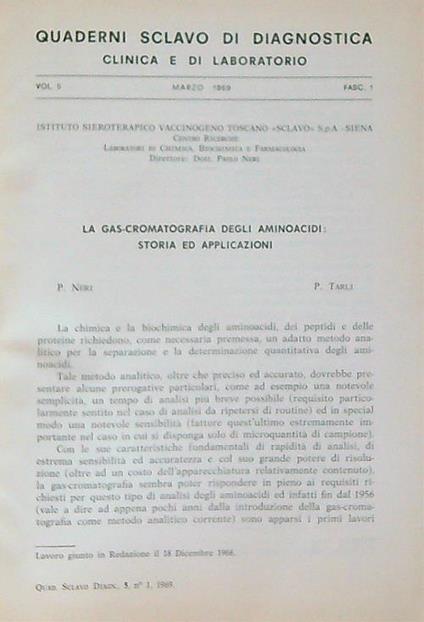 QUADERNI SCLAVO DI DIAGNOSTICA
CLINICA E DI LABORATORIO
VOL. 5 MARZO 1969 FASC. 1
ISTITUTO SIEROTERAPICO VACCINOGENO TOSCANO «SCLAVO» S.p.A. - SIENA
Centro Ricerche
Laboratori di Chimica, Biochimica e Farmacologia
Direttore: Dott. Paolo Neri
LA GAS-CROMATOGRAFIA DEGLI AMINOACIDI:
STORIA ED APPLICAZIONI
P. Neri P. Tarli
La chimica e la biochimica degli aminoacidi, dei peptidi e delle
proteine richiedono, come necessaria premessa, un adatto metodo ana-
litico per la separazione e la determinazione quantitativa degli ami-
noacidi.
Tale metodo analitico, oltre che preciso ed accurato, dovrebbe pre-
sentare alcune prerogative particolari, come ad esempio una notevole
semplicità, un tempo di analisi più breve possibile (requisito partico-
larmente sentito nel caso di analisi da ripetersi di routine) ed in special
modo una notevole sensibilità (fattore quest'ultimo estremamente im-
portante nel caso in cui si disponga solo di microquantità di campione).
Con le sue caratteristiche fondamentali di rapidità di analisi, di
estrema sensibilità ed accuratezza e col suo grande potere di risolu-
zione (oltre ad un costo dell'apparecchiatura relativamente contenuto),
la gas-cromatografia sembra poter rispondere in pieno ai requisiti ri-
chiesti per questo tipo di analisi degli aminoacidi ed infatti fin dal 1956
(vale a dire ad appena pochi anni dalla introduzione della gas-croma-
tografia come metodo analitico corrente) sono apparsi i primi lavori
Lavoro giunto in Redazione il 18 Dicembre 1968.
Quad. Sclavo Diagn., 5, n° 1, 1969.